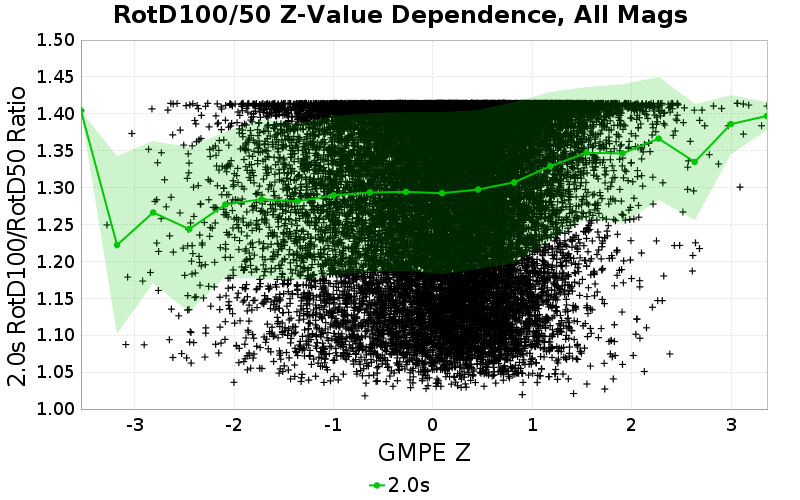 RotD100/50 Z-Value Dependence, All Mags
2.0s RotD100/RotD50 Ratio
1.50
1.45
1.40
1.35
1.30
1.25
1.20
1.15
1.10
1.05
1.00
-3 -2 -1 0 1 2 3
GMPE Z
2.0s